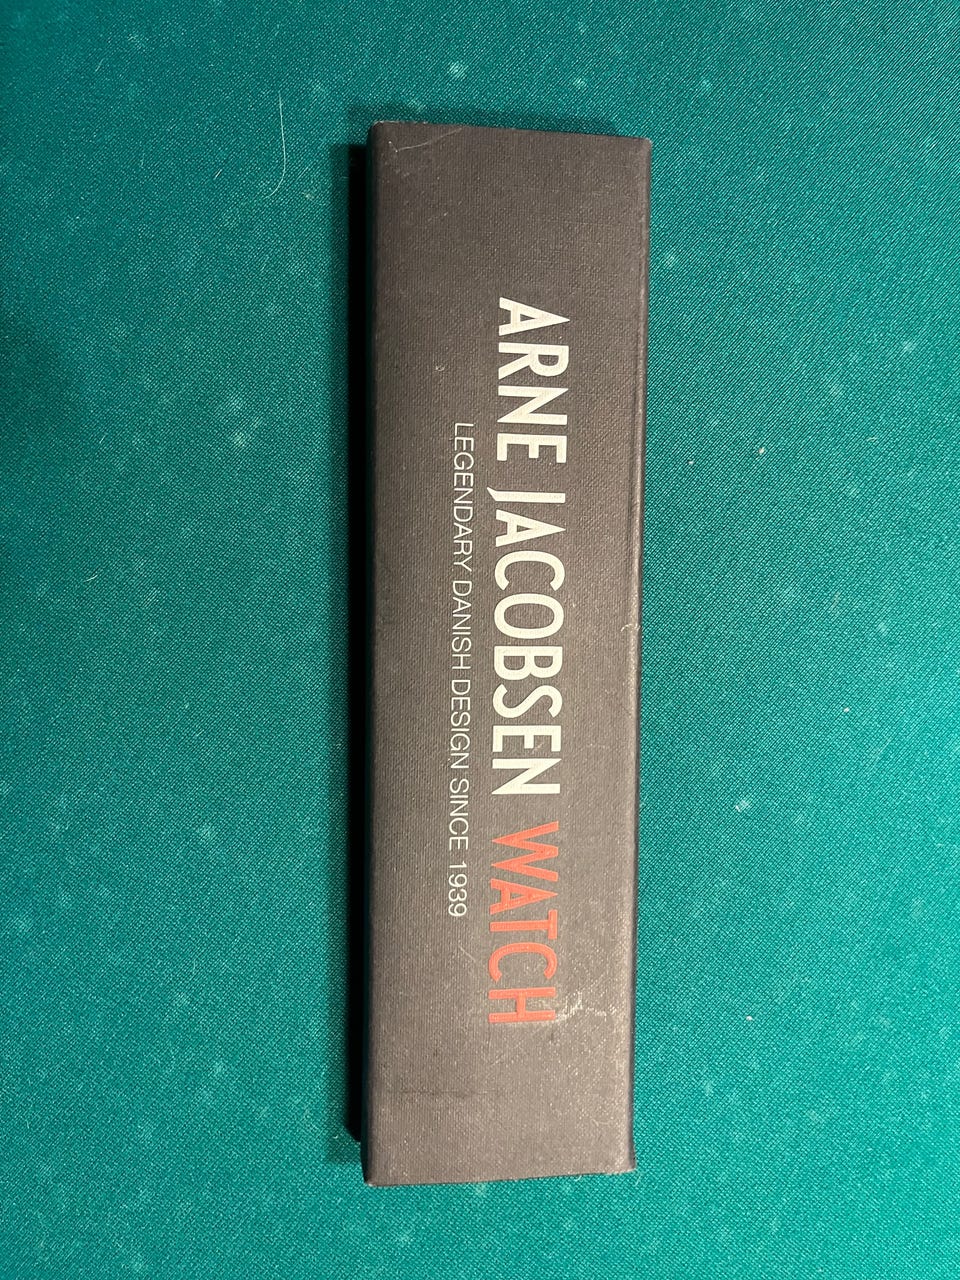 ARNE JACOBSEN WATCH
LEGENDARY DANISH DESIGN SINCE 1939